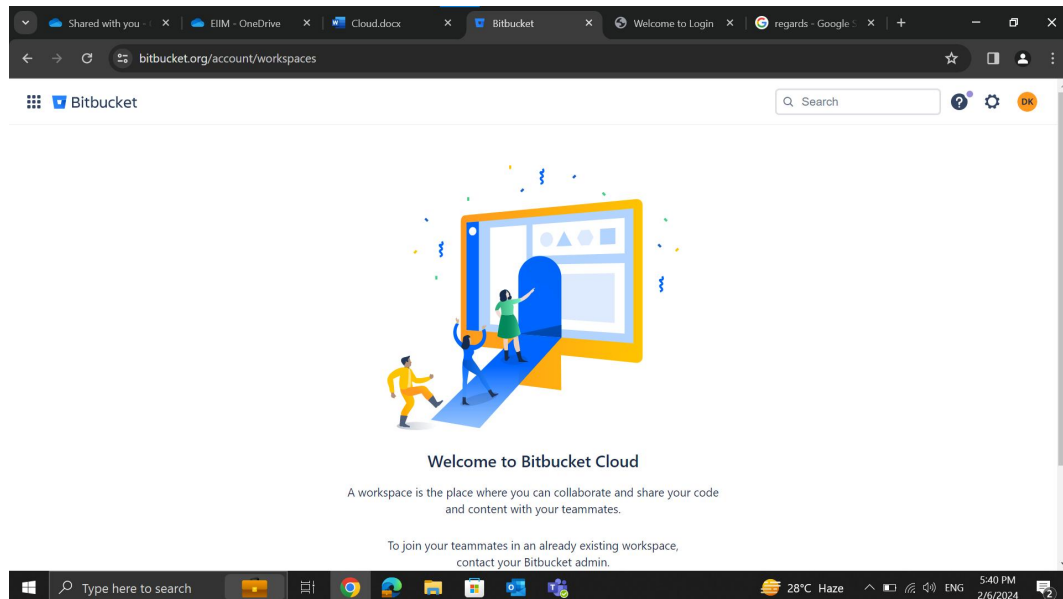 Shared with you -
EIIM - OneDrive
Cloud.docx
Bitbucket
Welcome to Login
regards - Google S
bitbucket.org/account/workspaces
Bitbucket
Search
DK
Welcome to Bitbucket Cloud
A workspace is the place where you can collaborate and share your code
and content with your teammates.
To join your teammates in an already existing workspace,
contact your Bitbucket admin.
Type here to search
28°C Haze
ENG
5:40 PM
2/6/2024
2